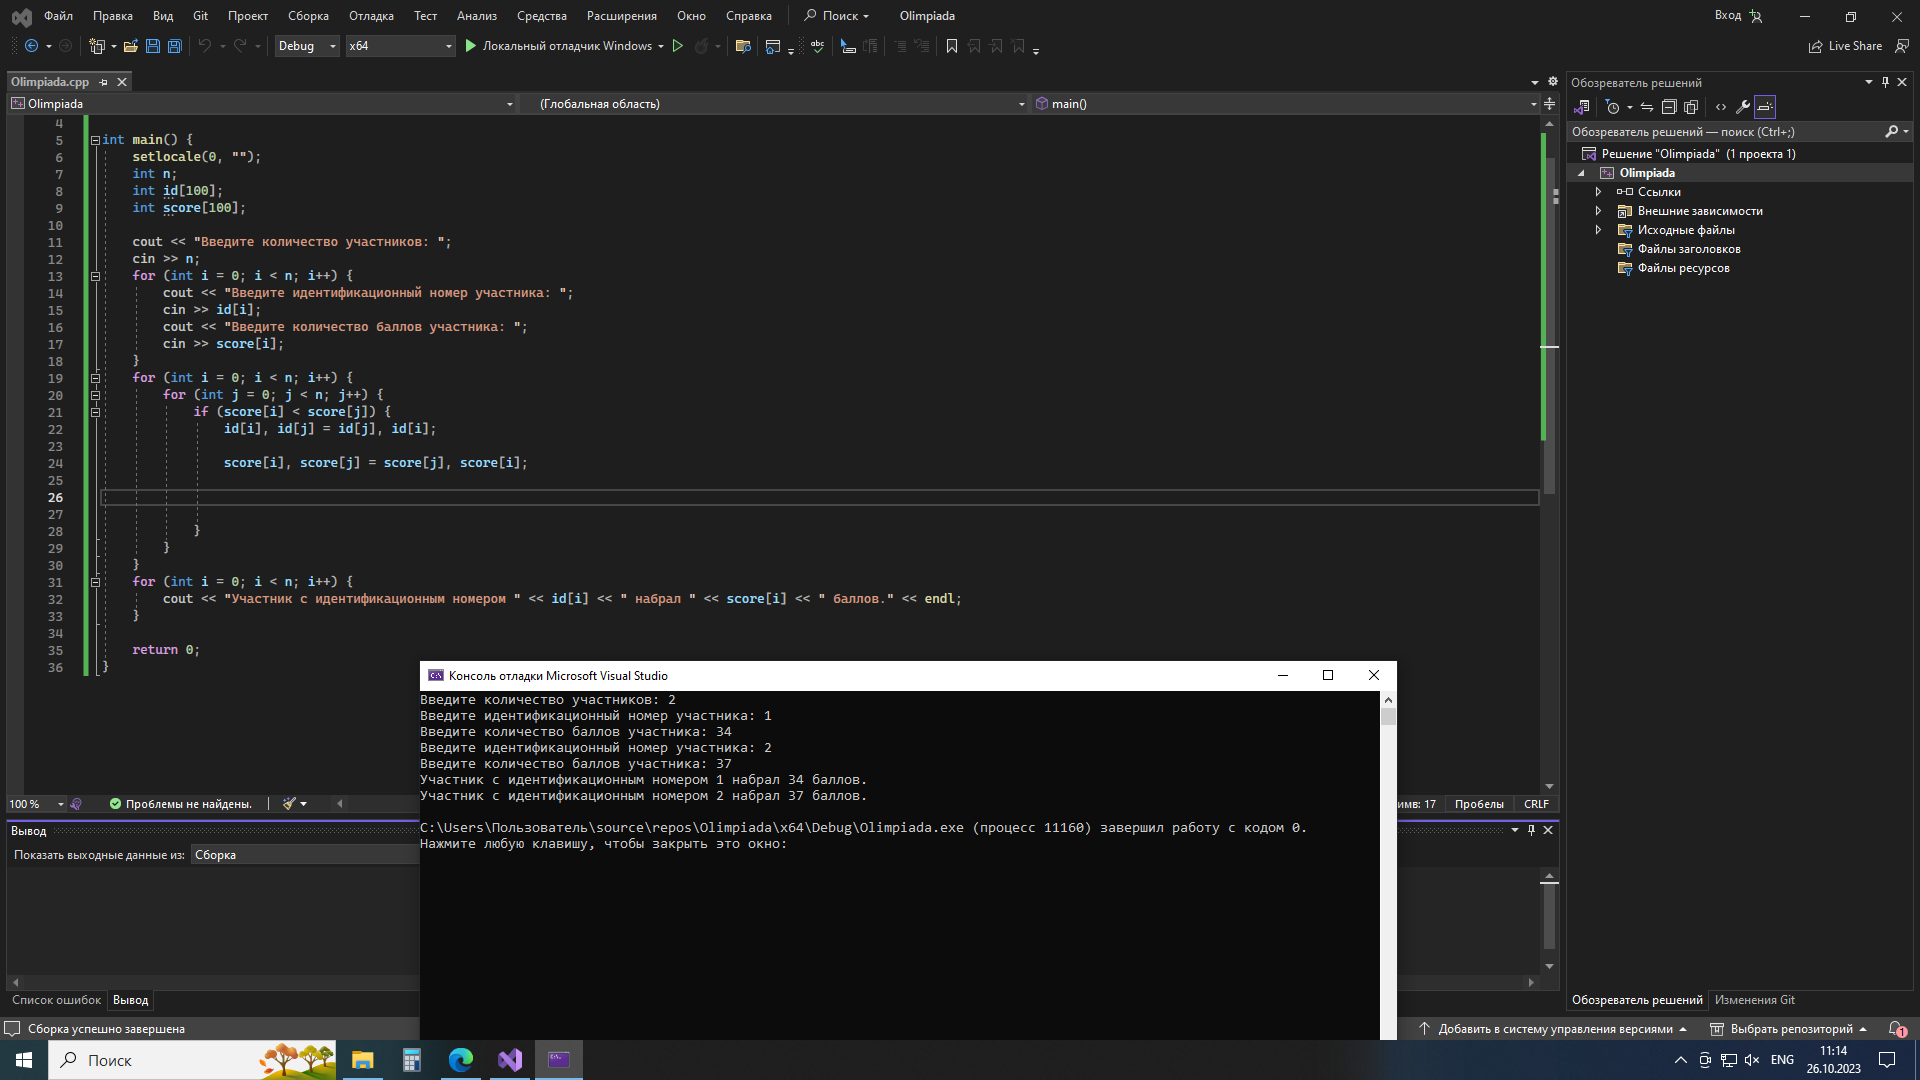 Файл Правка Вид Git Проект Сборка Отладка Тест Анализ Средства Расширения Окно Справка Поиск Olimpiada Вход
Debug x64 Локальный отладчик Windows Live Share
Olimpiada.cpp
Olimpiada (Глобальная область) main()
4
5 int main() {
6 setlocale(0, "");
7 int n;
8 int id[100];
9 int score[100];
10
11 cout << "Введите количество участников: ";
12 cin >> n;
13 for (int i = 0; i < n; i++) {
14 cout << "Введите идентификационный номер участника: ";
15 cin >> id[i];
16 cout << "Введите количество баллов участника: ";
17 cin >> score[i];
18 }
19 for (int i = 0; i < n; i++) {
20 for (int j = 0; j < n; j++) {
21 if (score[i] < score[j]) {
22 id[i], id[j] = id[j], id[i];
23
24 score[i], score[j] = score[j], score[i];
25
26
27
28 }
29 }
30 }
31 for (int i = 0; i < n; i++) {
32 cout << "Участник с идентификационным номером " << id[i] << " набрал " << score[i] << " баллов." << endl;
33 }
34
35 return 0;
36 }
Обозреватель решений
Обозреватель решений — поиск (Ctrl+;)
Решение "Olimpiada" (1 проекта 1)
Olimpiada
Ссылки
Внешние зависимости
Исходные файлы
Файлы заголовков
Файлы ресурсов
Консоль отладки Microsoft Visual Studio
Введите количество участников: 2
Введите идентификационный номер участника: 1
Введите количество баллов участника: 34
Введите идентификационный номер участника: 2
Введите количество баллов участника: 37
Участник с идентификационным номером 1 набрал 34 баллов.
Участник с идентификационным номером 2 набрал 37 баллов.
C:\Users\Пользователь\source\repos\Olimpiada\x64\Debug\Olimpiada.exe (процесс 11160) завершил работу с кодом 0.
Нажмите любую клавишу, чтобы закрыть это окно:
100 % Проблемы не найдены. имв: 17 Пробелы CRLF
Вывод
Показать выходные данные из: Сборка
Список ошибок Вывод
Обозреватель решений Изменения Git
Сборка успешно завершена Добавить в систему управления версиями Выбрать репозиторий 1
Поиск ENG 11:14
26.10.2023